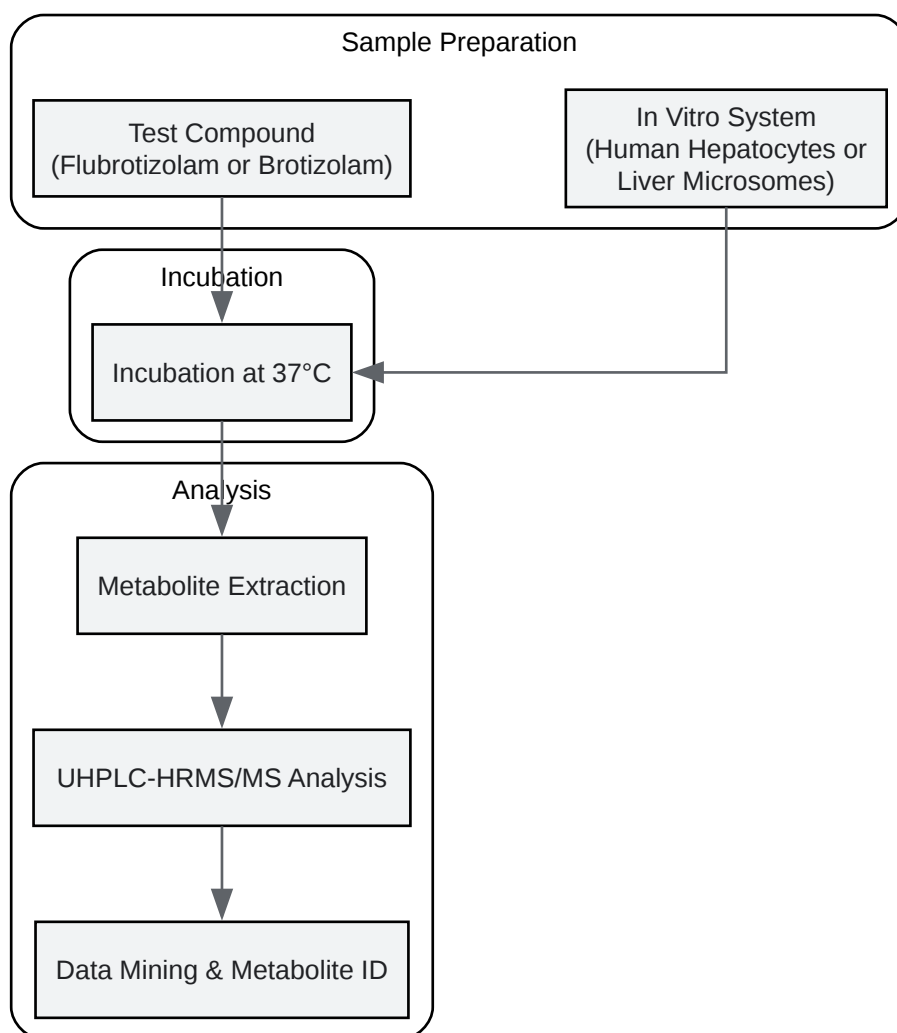 Sample Preparation
Test Compound
(Flubrotizolam or Brotizolam)
In Vitro System
(Human Hepatocytes or
Liver Microsomes)
Incubation
Incubation at 37°C
Analysis
Metabolite Extraction
UHPLC-HRMS/MS Analysis
Data Mining & Metabolite ID